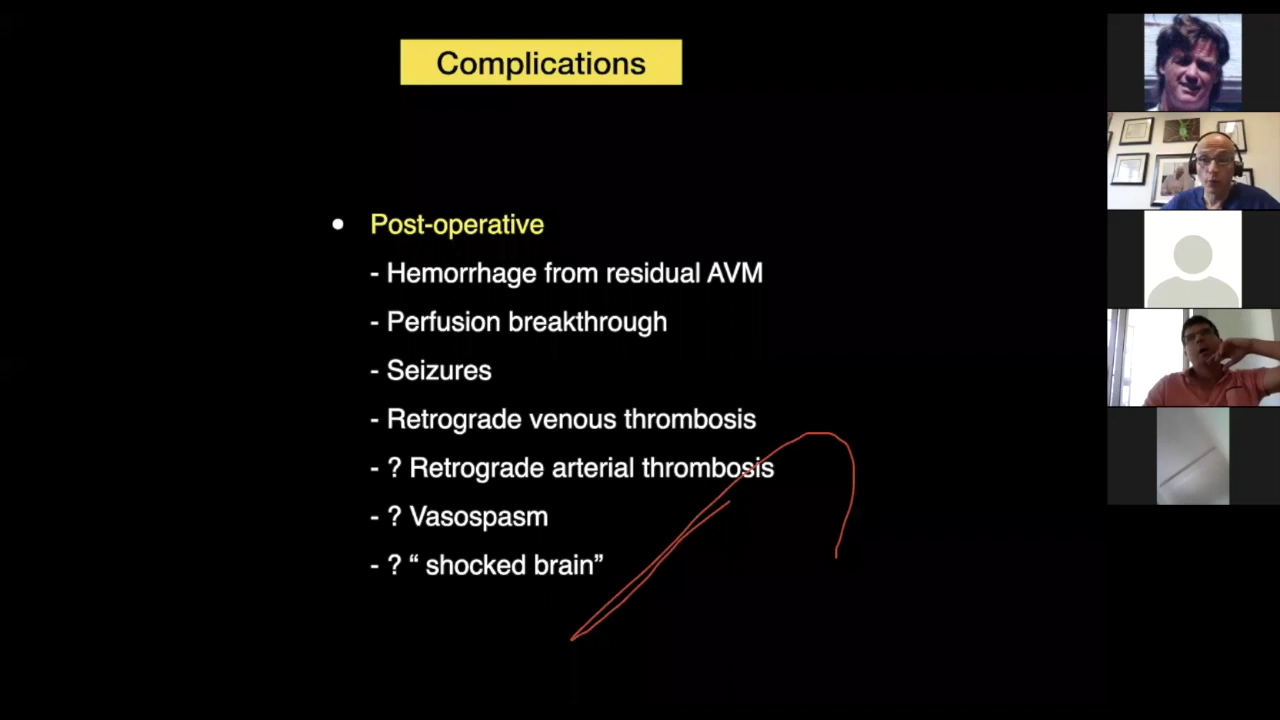 Complications
● Post-operative
- Hemorrhage from residual AVM
- Perfusion breakthrough
- Seizures
- Retrograde venous thrombosis
- ? Retrograde arterial thrombosis
- ? Vasospasm
- ? “ shocked brain”